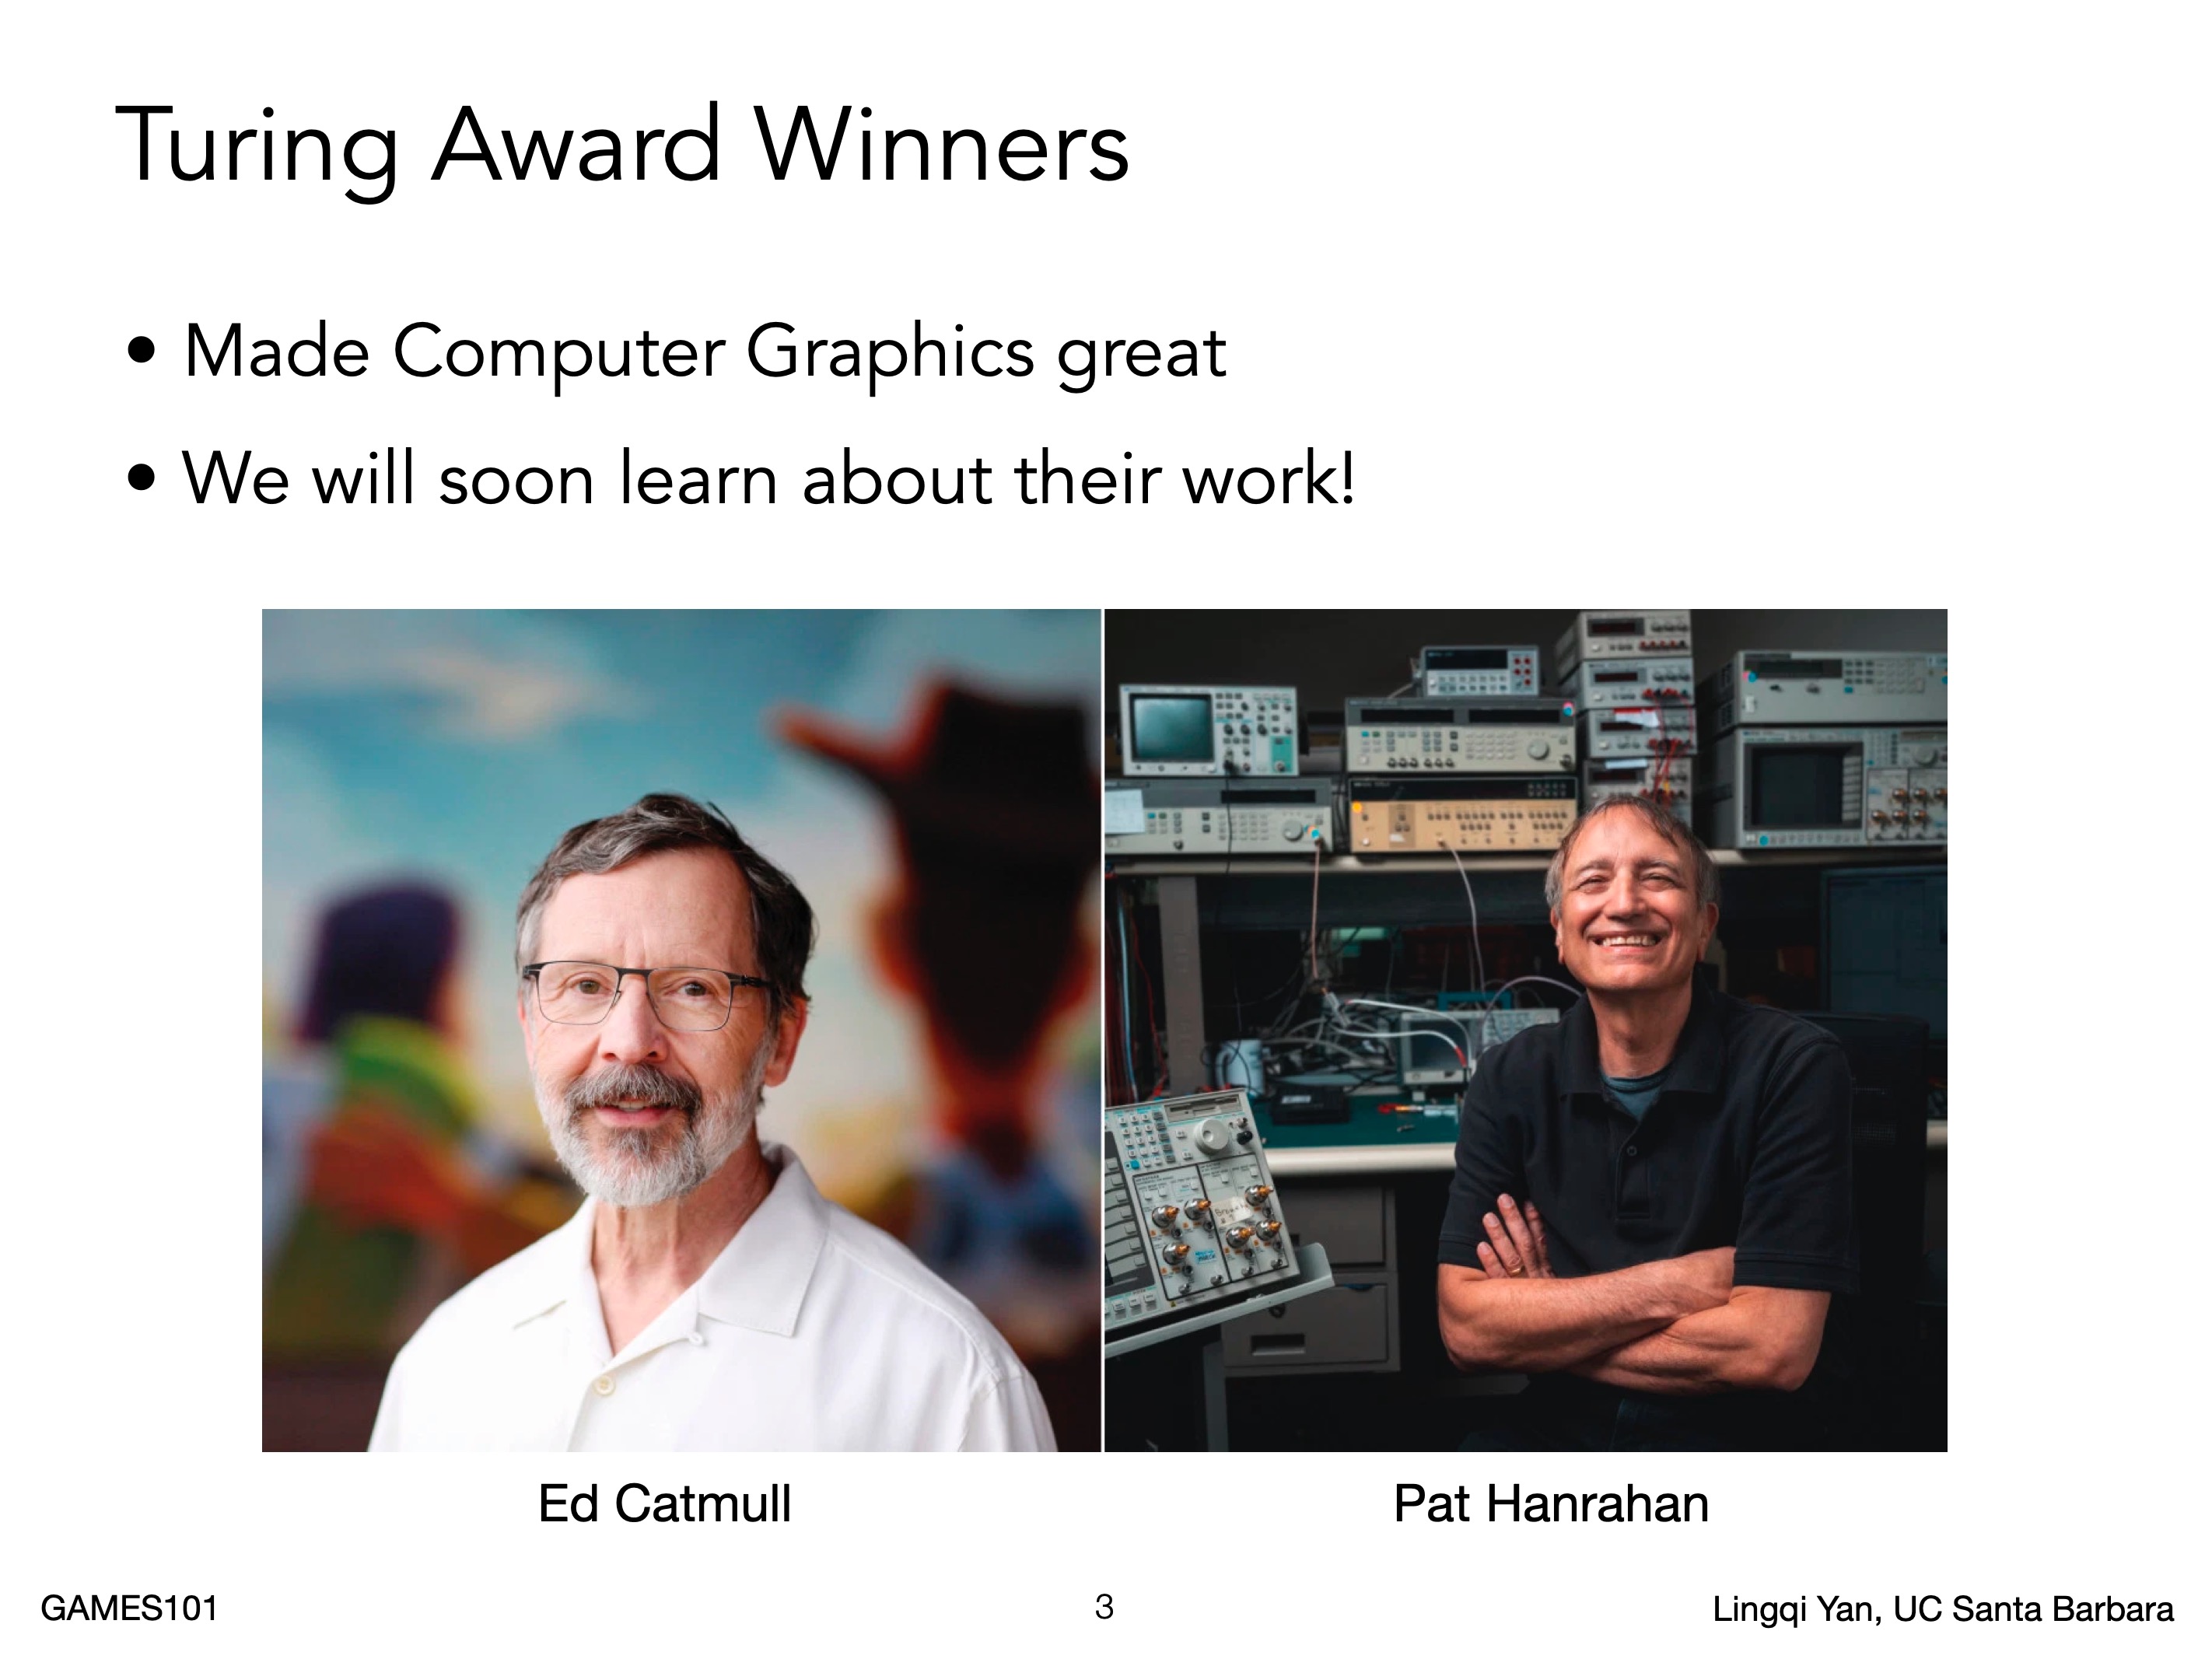 Turing Award Winners
• Made Computer Graphics great
• We will soon learn about their work!
Ed Catmull
Pat Hanrahan
GAMES101
3
Lingqi Yan, UC Santa Barbara